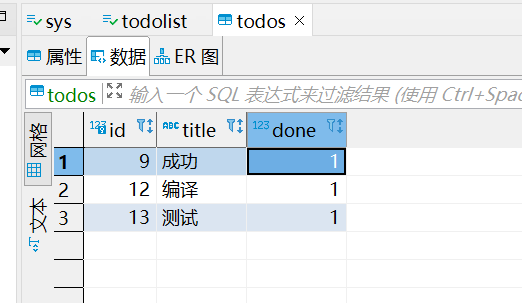 sys todolist todos
属性 数据 ER 图
todos 输入一个 SQL 表达式来过滤结果 (使用 Ctrl+Spac
网格 123 id ABC title 123 done
1 9 成功 1
2 12 编译 1
3 13 测试 1
文本 T